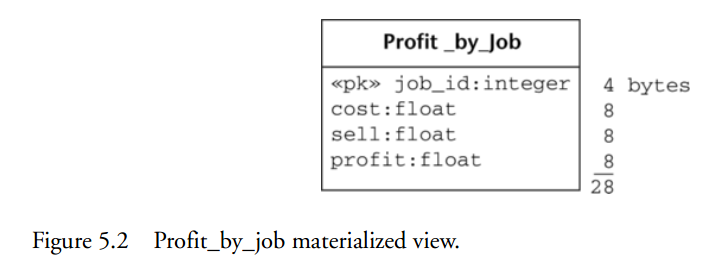 Profit _by_Job
«pk» job_id:integer 4 bytes
cost:float 8
sell:float 8
profit:float 8
28
Figure 5.2 Profit_by_job materialized view.